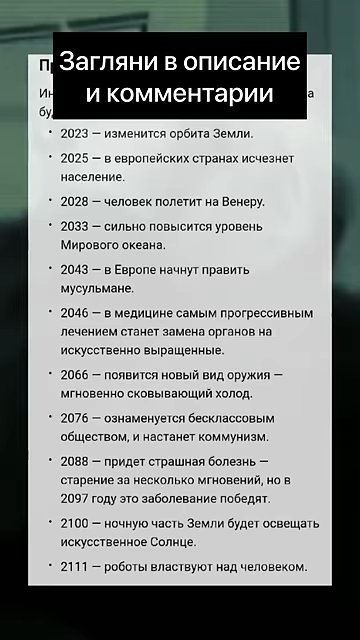 Загляни в описание
и комментарии
• 2023 — изменится орбита Земли.
• 2025 — в европейских странах исчезнет
население.
• 2028 — человек полетит на Венеру.
• 2033 — сильно повысится уровень
Мирового океана.
• 2043 — в Европе начнут править
мусульмане.
• 2046 — в медицине самым прогрессивным
лечением станет замена органов на
искусственно выращенные.
• 2066 — появится новый вид оружия —
мгновенно сковывающий холод.
• 2076 — ознаменуется бесклассовым
обществом, и настанет коммунизм.
• 2088 — придет страшная болезнь —
старение за несколько мгновений, но в
2097 году это заболевание победят.
• 2100 — ночную часть Земли будет освещать
искусственное Солнце.
• 2111 — роботы властвуют над человеком.